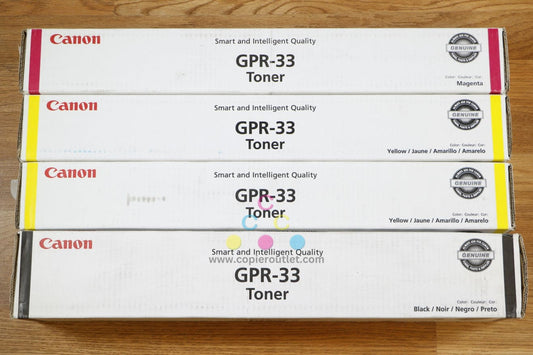 Canon
Smart and Intelligent Quality
GPR-33
Toner
GENUINE
Color: Couleur: Cor:
Magenta
Canon
Smart and Intelligent Quality
GPR-33
Toner
GENUINE
Color: Couleur: Cor:
Yellow / Jaune / Amarillo / Amarelo
Canon
Smart and Intelligent Quality
GPR-33
Toner
GENUINE
Color: Couleur: Cor:
Yellow / Jaune / Amarillo / Amarelo
Canon
Smart and Intelligent Quality
www.copieroutlet.com
GPR-33
Toner
GENUINE
Color: Couleur: Cor:
Black / Noir / Negro / Preto